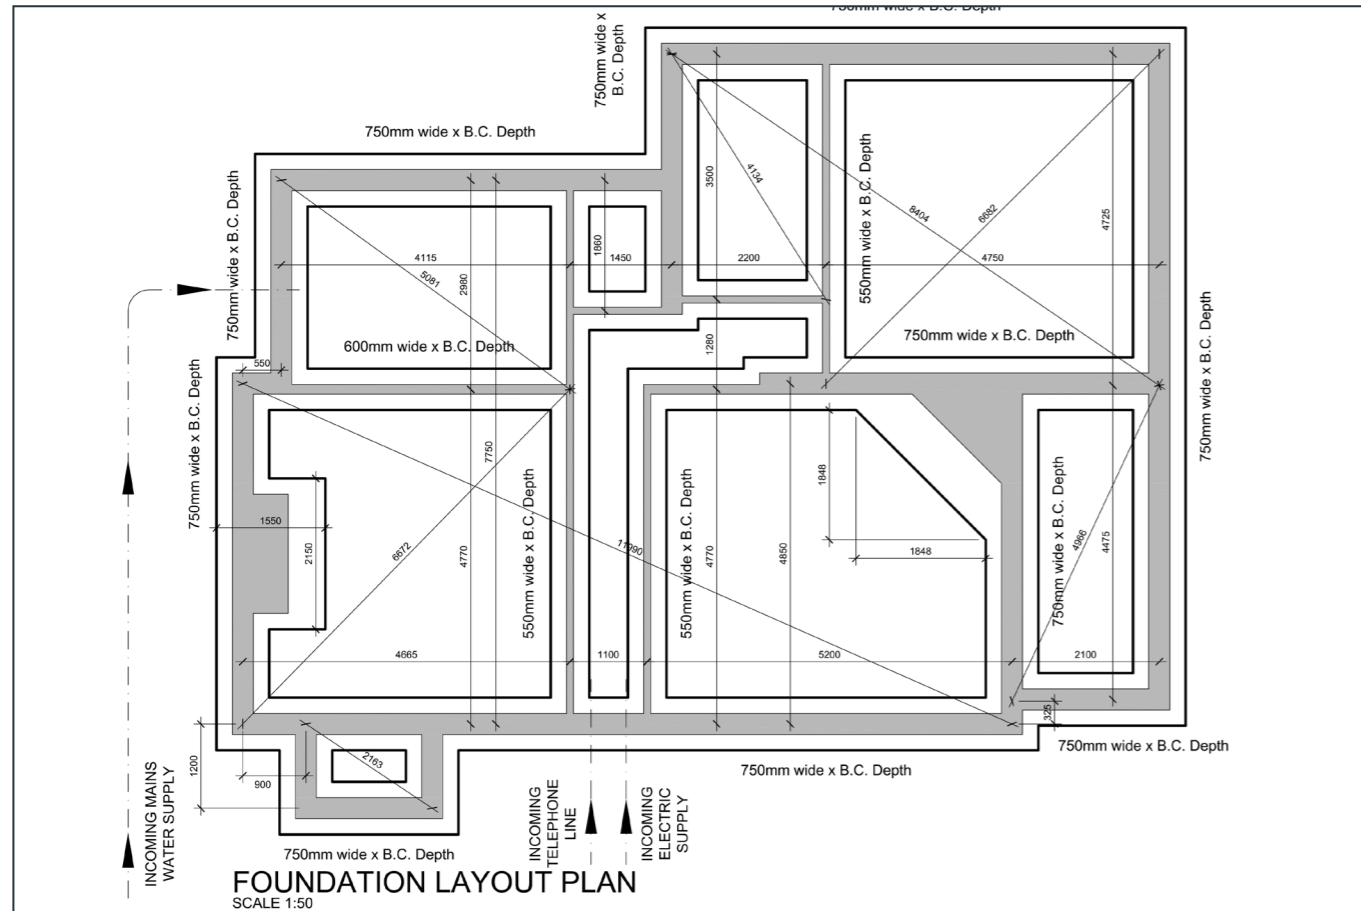 750mm wide x B.C. Depth
750mm wide x
B.C. Depth
750mm wide x B.C. Depth
750mm wide x B.C. Depth
550mm wide x B.C. Depth
3500
4134
8404
6682
4725
4115
5081
2980
1860
1450
2200
4750
600mm wide x B.C. Depth
1280
750mm wide x B.C. Depth
750mm wide x B.C. Depth
550
750mm wide x B.C. Depth
7750
1848
1848
1550
2150
6672
4770
550mm wide x B.C. Depth
11990
550mm wide x B.C. Depth
4770
4850
750mm wide x B.C. Depth
4966
4475
4665
1100
5200
2100
325
1200
900
2163
750mm wide x B.C. Depth
750mm wide x B.C. Depth
INCOMING MAINS
WATER SUPPLY
INCOMING
TELEPHONE
LINE
INCOMING
ELECTRIC
SUPPLY
750mm wide x B.C. Depth
FOUNDATION LAYOUT PLAN
SCALE 1:50